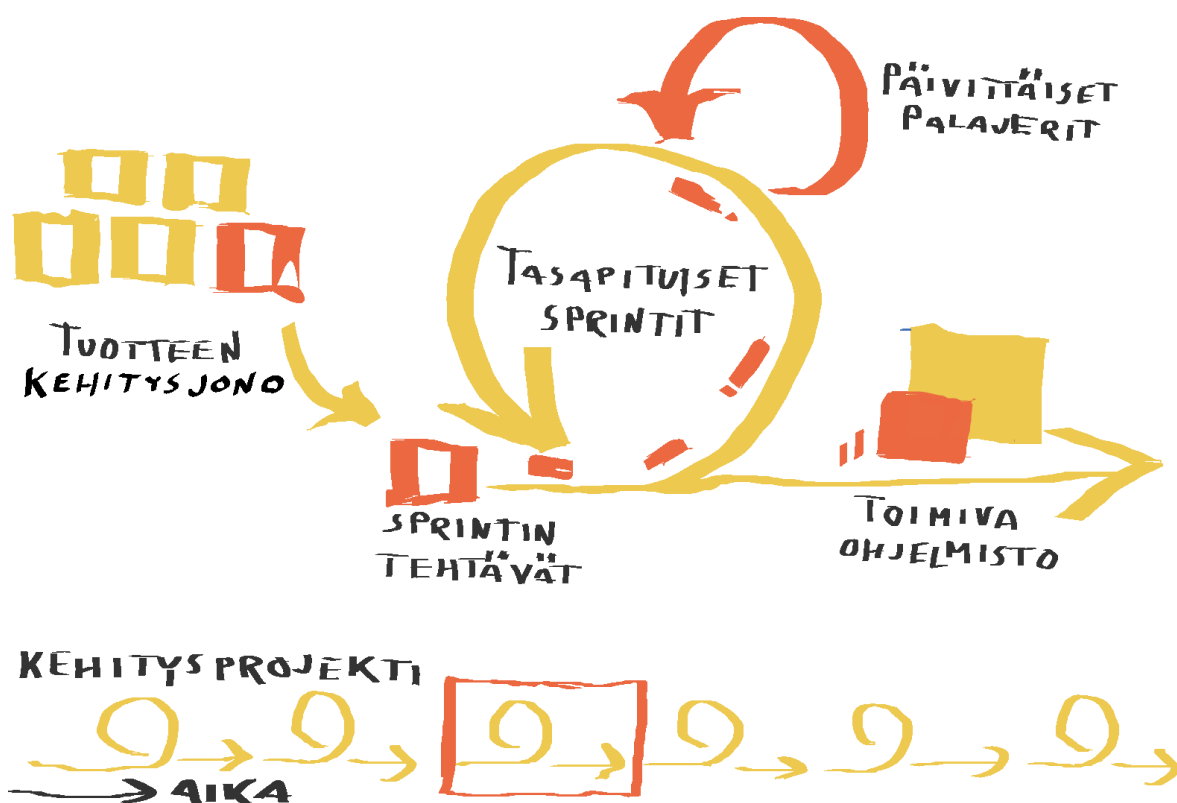 PÄIVITTÄISET
PALAVERIT
TASAPITUISET
SPRINTIT
TUOTTEEN
KEHITYSJONO
SPRINTIN
TEHTÄVÄT
TOIMIVA
OHJELMISTO
KEHITYSPROJEKTI
AIKA